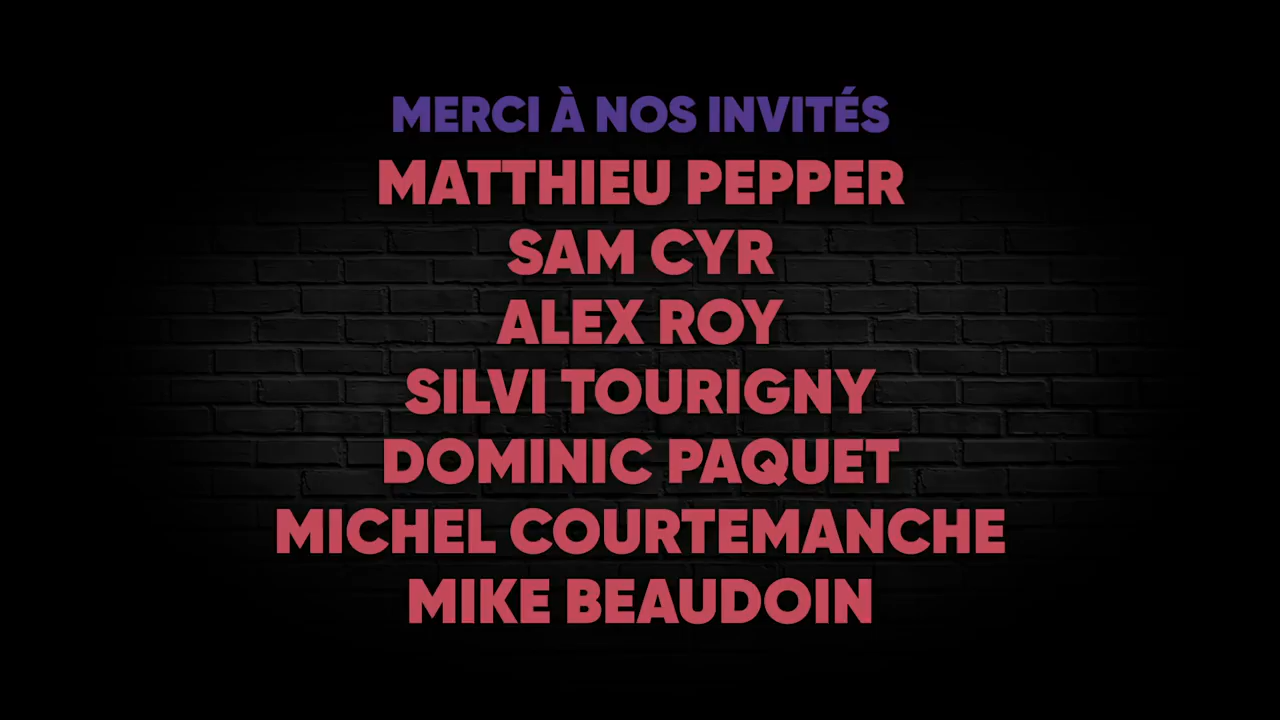 MERCI À NOS INVITÉS
MATTHIEU PEPPER
SAM CYR
ALEX ROY
SILVI TOURIGNY
DOMINIC PAQUET
MICHEL COURTEMANCHE
MIKE BEAUDOIN